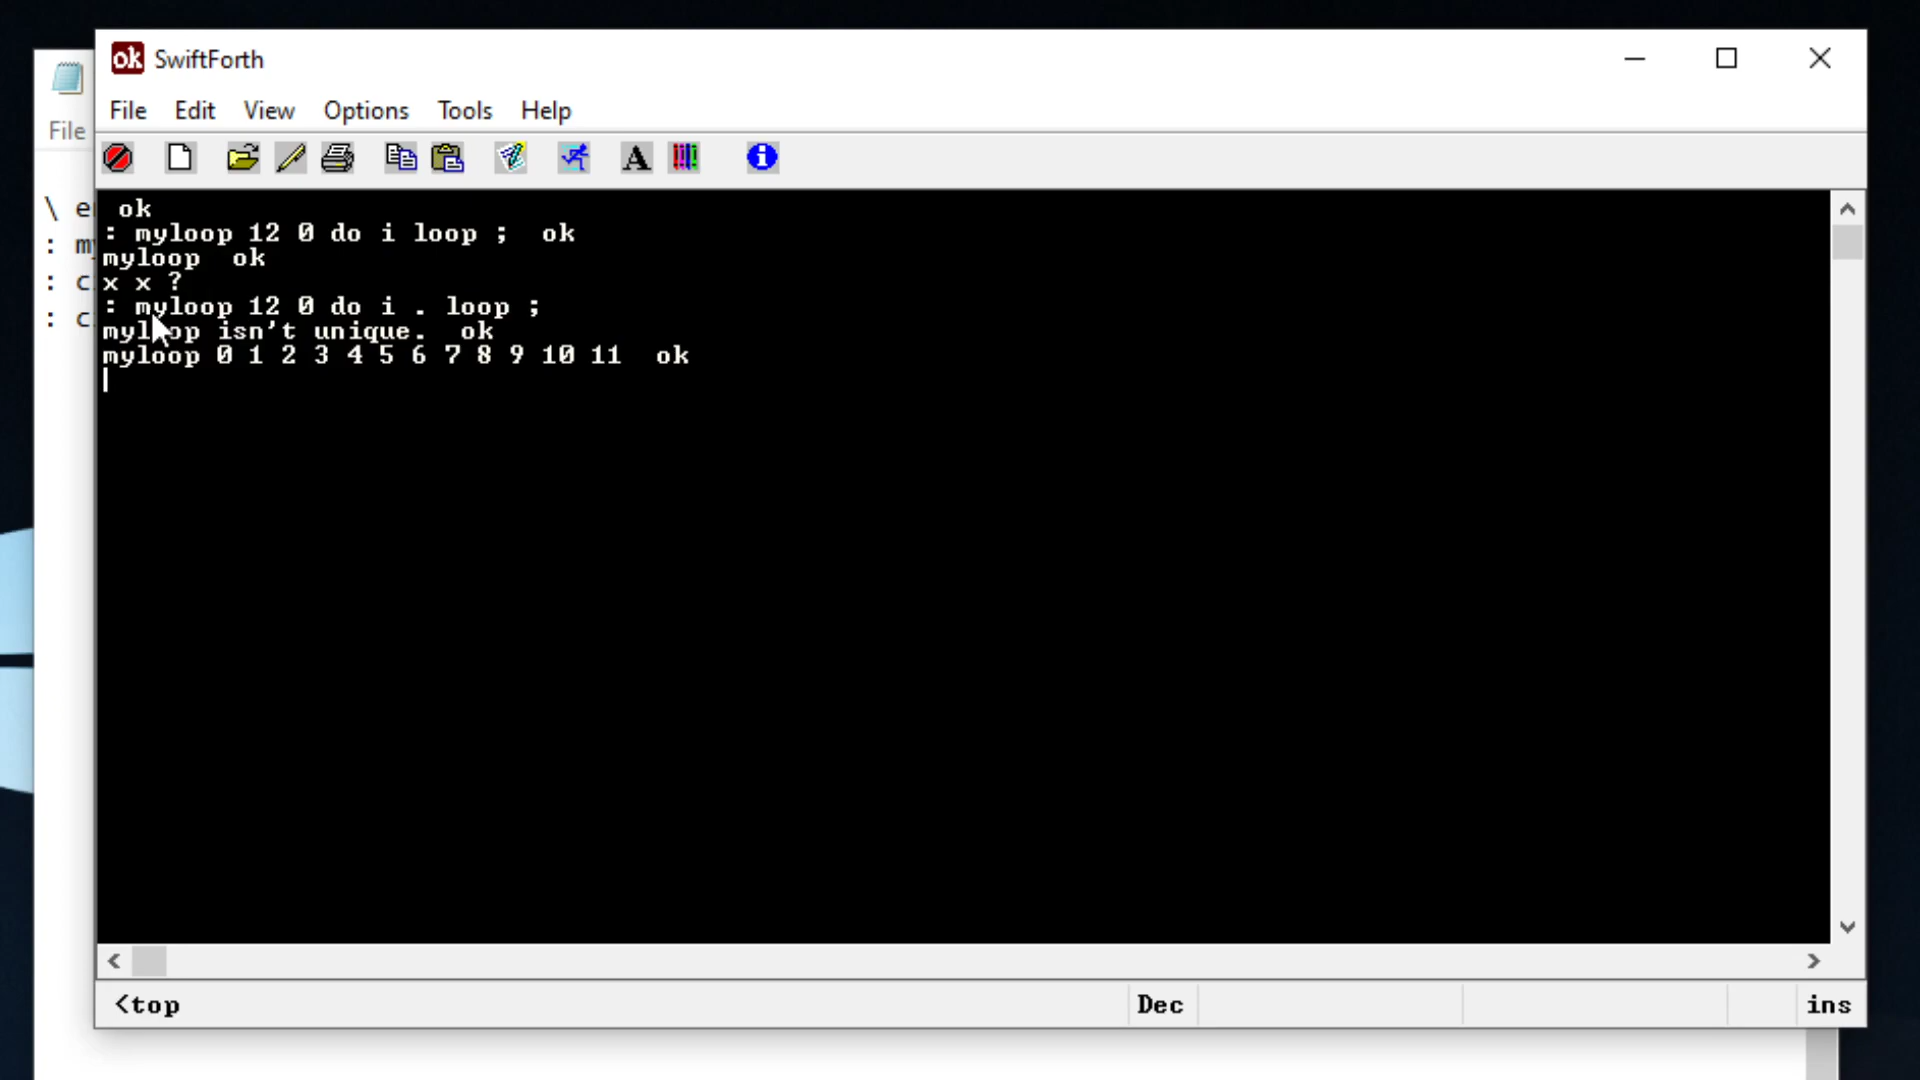 ok SwiftForth
File Edit View Options Tools Help
File
A
\ e
: m
: c
: c
ok
: myloop 12 0 do i loop ;  ok
myloop  ok
x x ?
: myloop 12 0 do i . loop ;
myloop isn't unique.  ok
myloop 0 1 2 3 4 5 6 7 8 9 10 11  ok
<top Dec ins